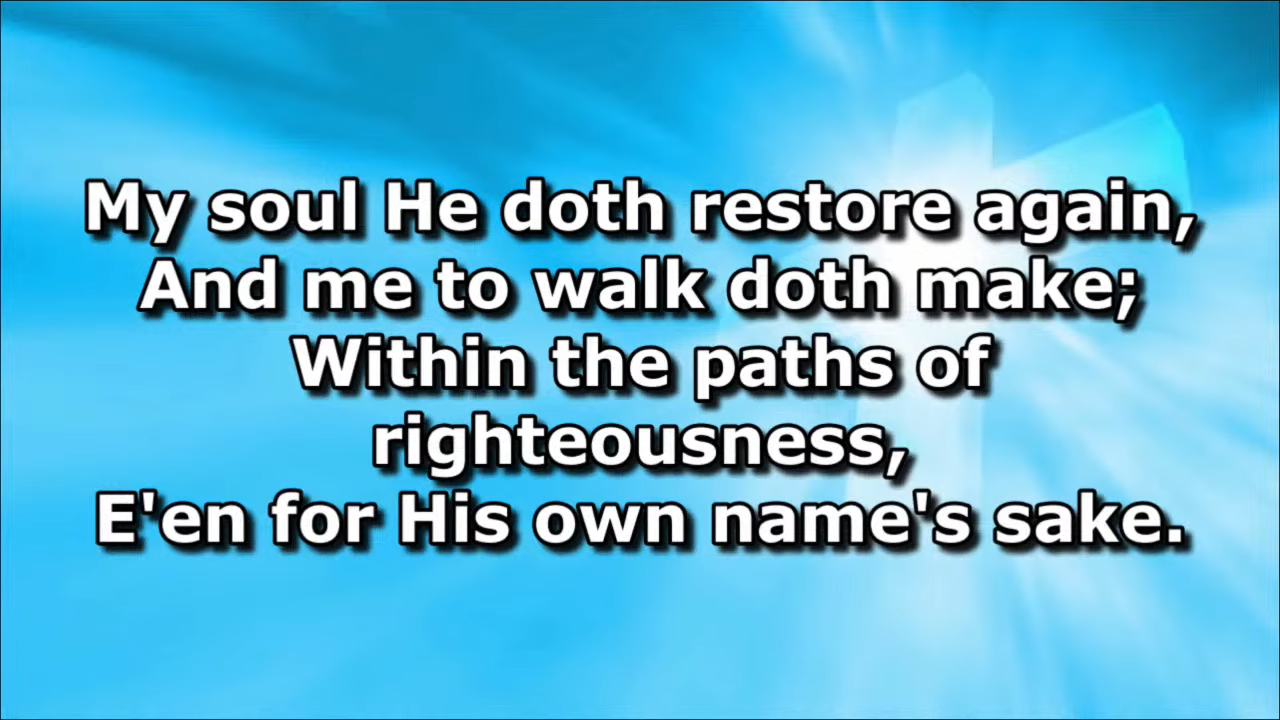 My soul He doth restore again,
And me to walk doth make;
Within the paths of
righteousness,
E'en for His own name's sake.